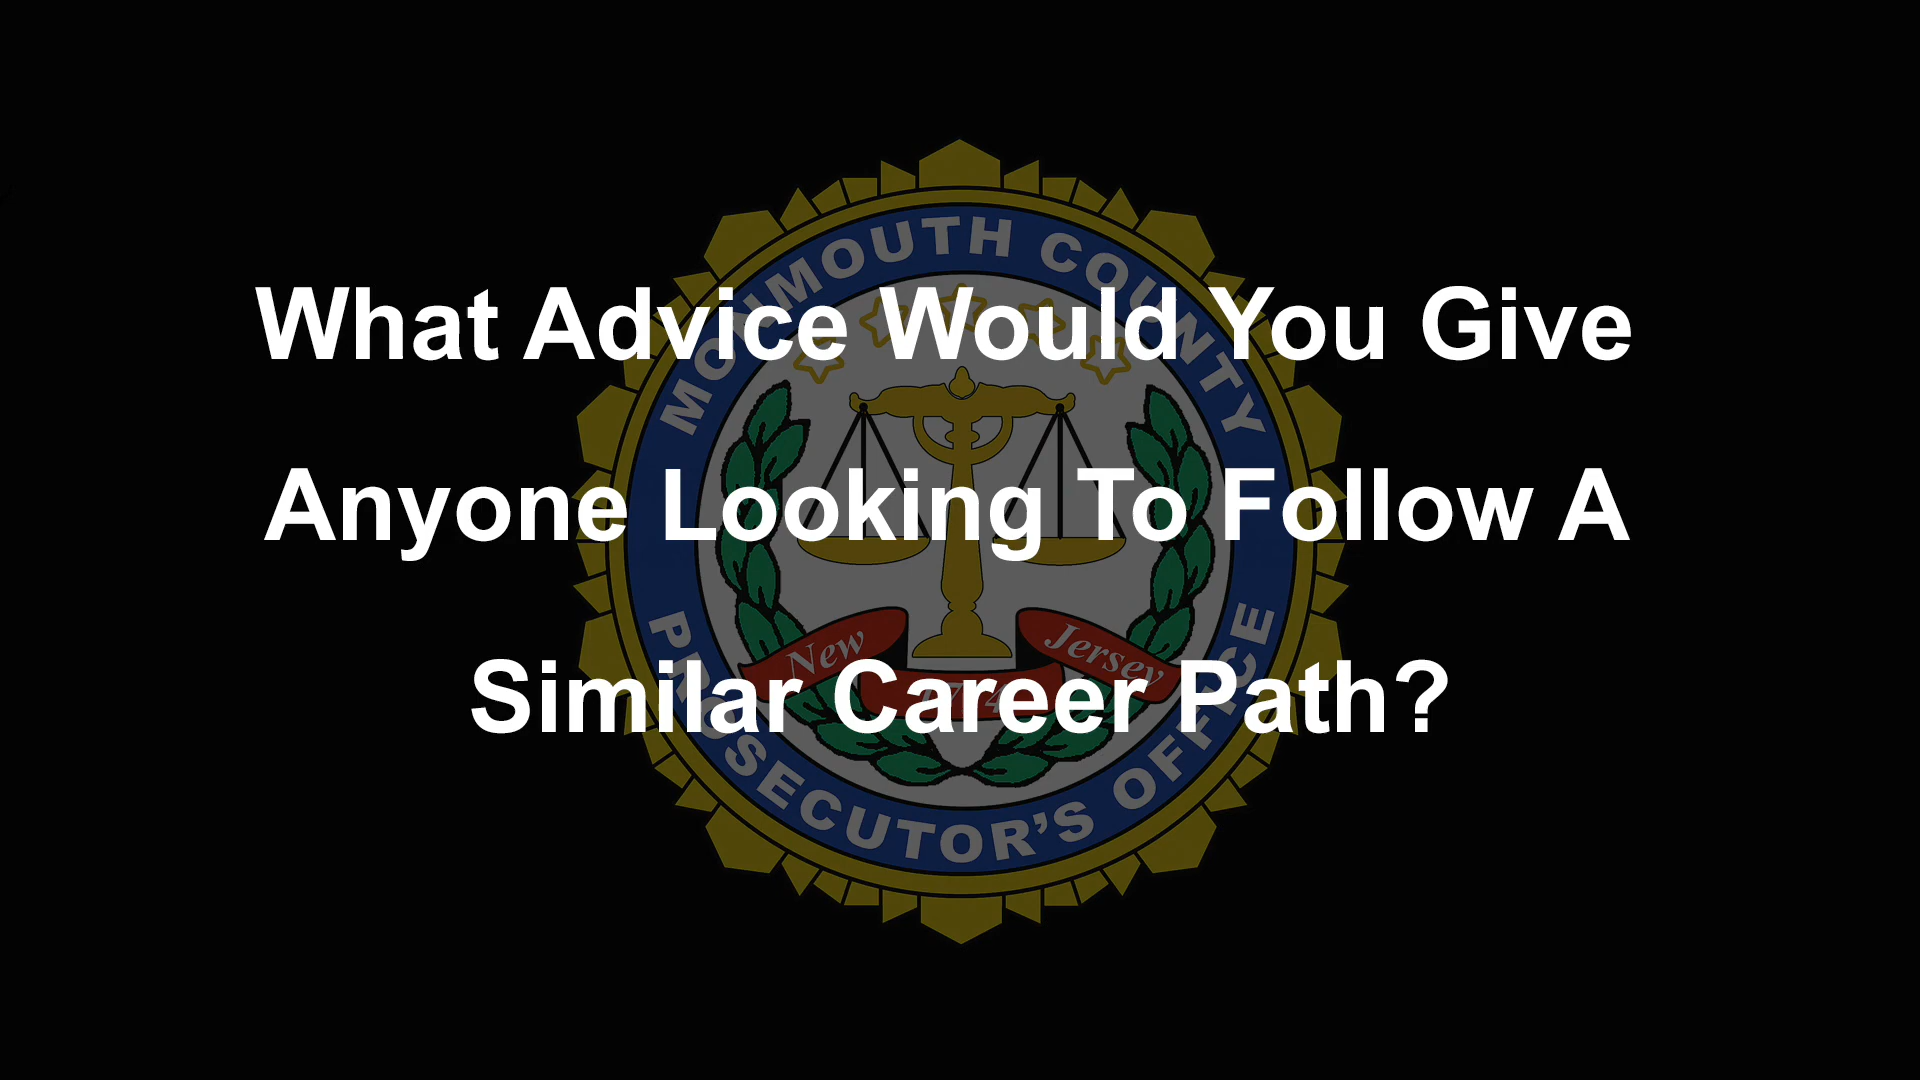 What Advice Would You Give
Anyone Looking To Follow A
Similar Career Path?
MONMOUTH COUNTY
PROSECUTOR'S OFFICE
New
Jersey